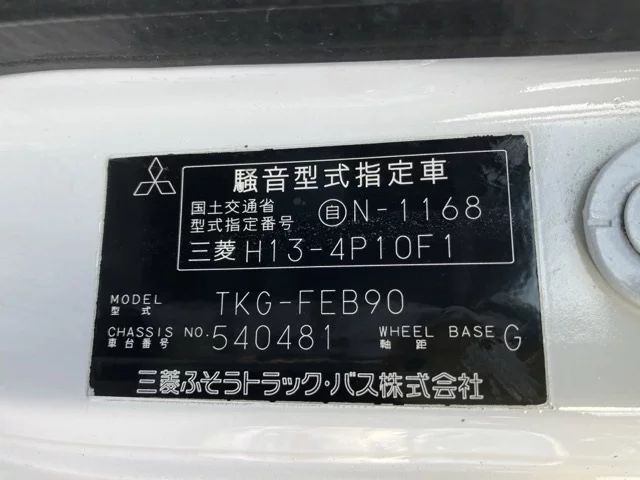 騒音型式指定車
国土交通省
型式指定番号 自N-1168
三菱 H13-4P10F1
MODEL
型式 TKG-FEB90
CHASSIS NO. 540481 WHEEL BASE G
車台番号 軸距
三菱ふそうトラック・バス株式会社